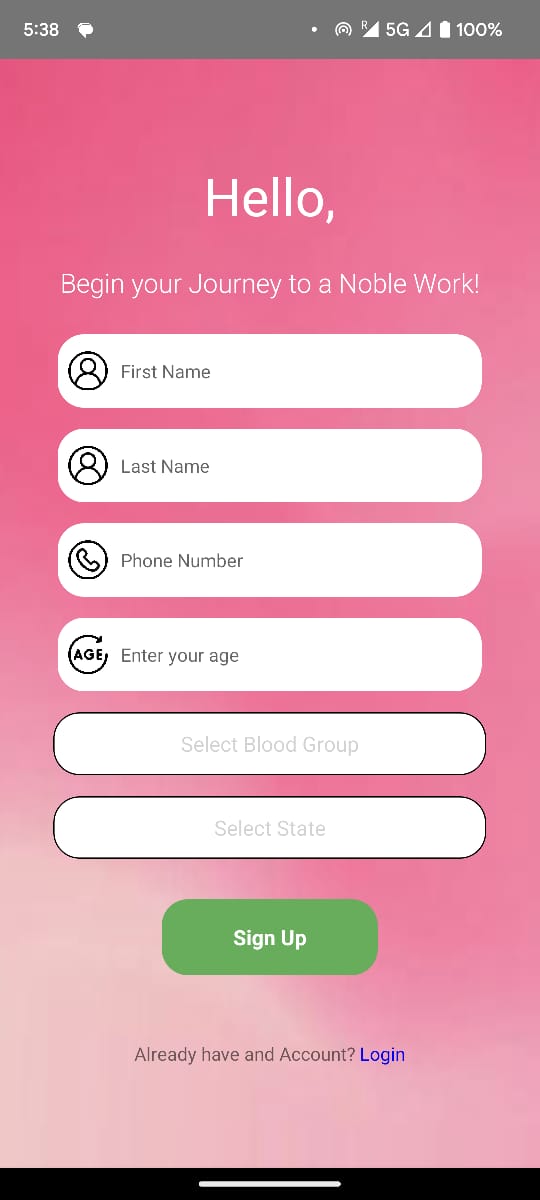 5:38
R 5G 100%
Hello,
Begin your Journey to a Noble Work!
First Name
Last Name
Phone Number
AGE Enter your age
Select Blood Group
Select State
Sign Up
Already have and Account? Login